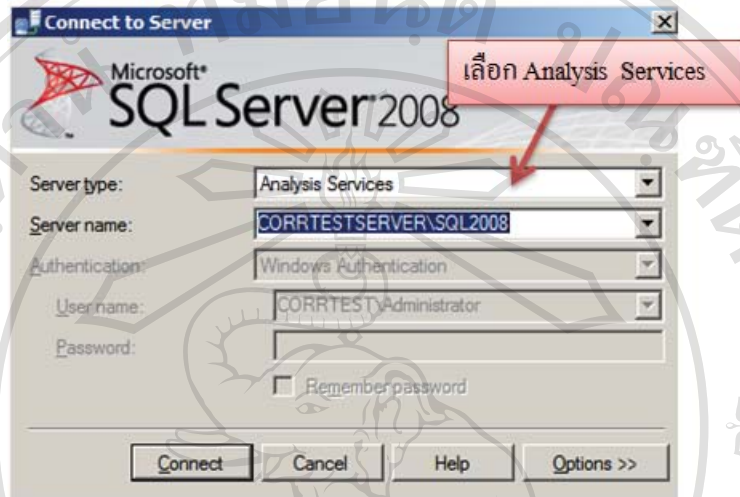 Connect to Server
Microsoft®
SQL Server 2008
เลือก Analysis Services
Server type:
Analysis Services
Server name:
CORRTESTSERVER\SQL2008
Authentication:
Windows Authentication
User name:
CORRTEST\Administrator
Password:
Remember password
Connect
Cancel
Help
Options >>